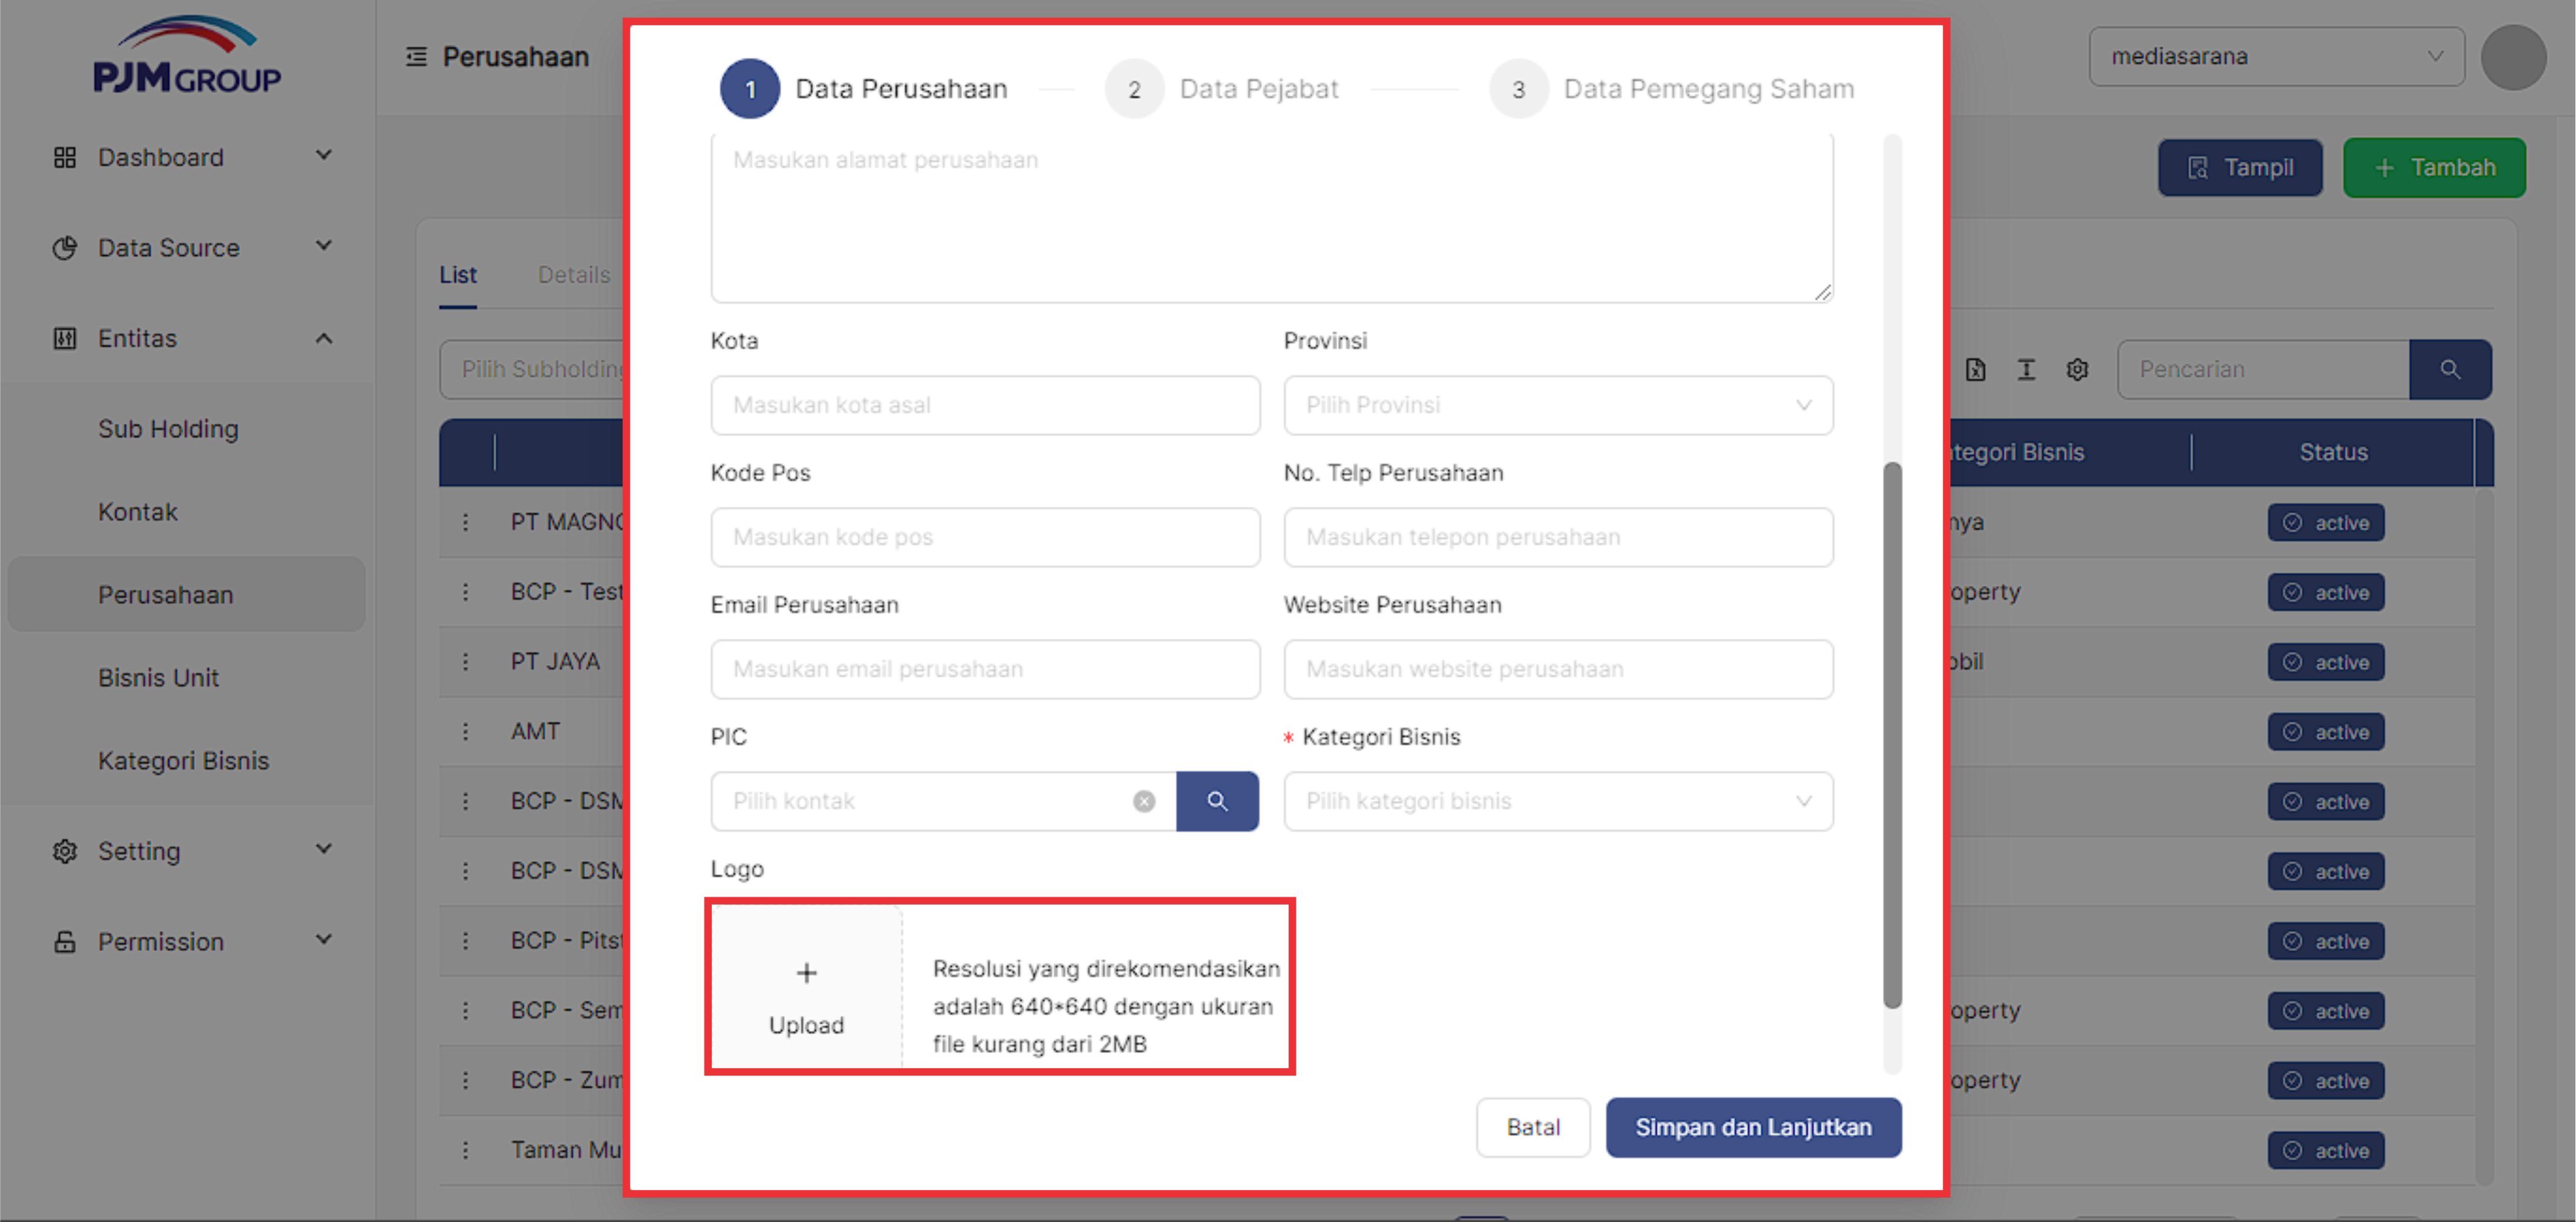 PJM GROUP
Dashboard
Data Source
Entitas
Sub Holding
Kontak
Perusahaan
Bisnis Unit
Kategori Bisnis
Setting
Permission
Perusahaan
mediasarana
Tampil
+ Tambah
List
Details
Pilih Subholding
Pencarian
tegori Bisnis
Status
PT MAGNO
nya
active
BCP - Test
operty
active
PT JAYA
obil
active
AMT
active
BCP - DSM
active
BCP - DSM
active
BCP - Pitst
active
BCP - Sem
operty
active
BCP - Zum
operty
active
Taman Mu
active
1 Data Perusahaan
2 Data Pejabat
3 Data Pemegang Saham
Masukan alamat perusahaan
Kota
Provinsi
Masukan kota asal
Pilih Provinsi
Kode Pos
No. Telp Perusahaan
Masukan kode pos
Masukan telepon perusahaan
Email Perusahaan
Website Perusahaan
Masukan email perusahaan
Masukan website perusahaan
PIC
* Kategori Bisnis
Pilih kontak
Pilih kategori bisnis
Logo
+
Upload
Resolusi yang direkomendasikan
adalah 640*640 dengan ukuran
file kurang dari 2MB
Batal
Simpan dan Lanjutkan